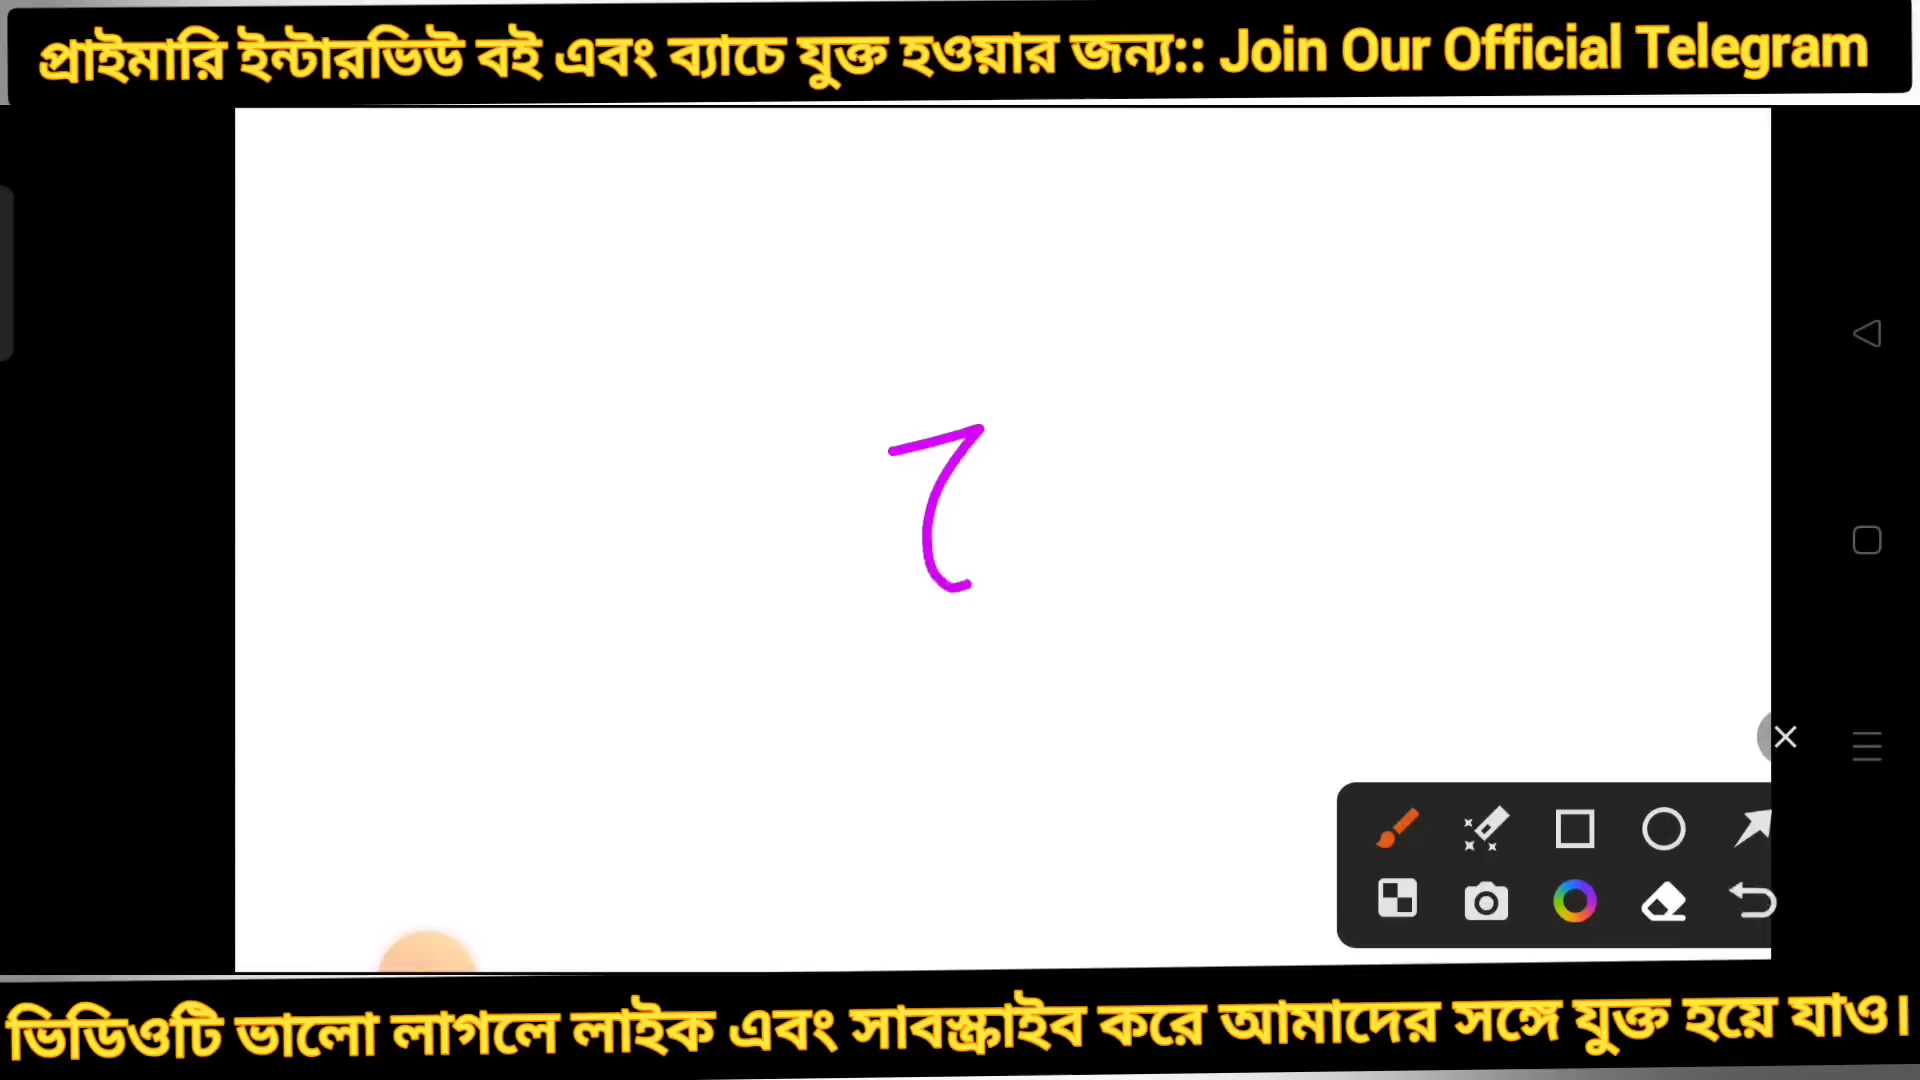 প্রাইমারি ইন্টারভিউ বই এবং ব্যাচে যুক্ত হওয়ার জন্য:: Join Our Official Telegram
ভিডিওটি ভালো লাগলে লাইক এবং সাবস্ক্রাইব করে আমাদের সঙ্গে যুক্ত হয়ে যাও।